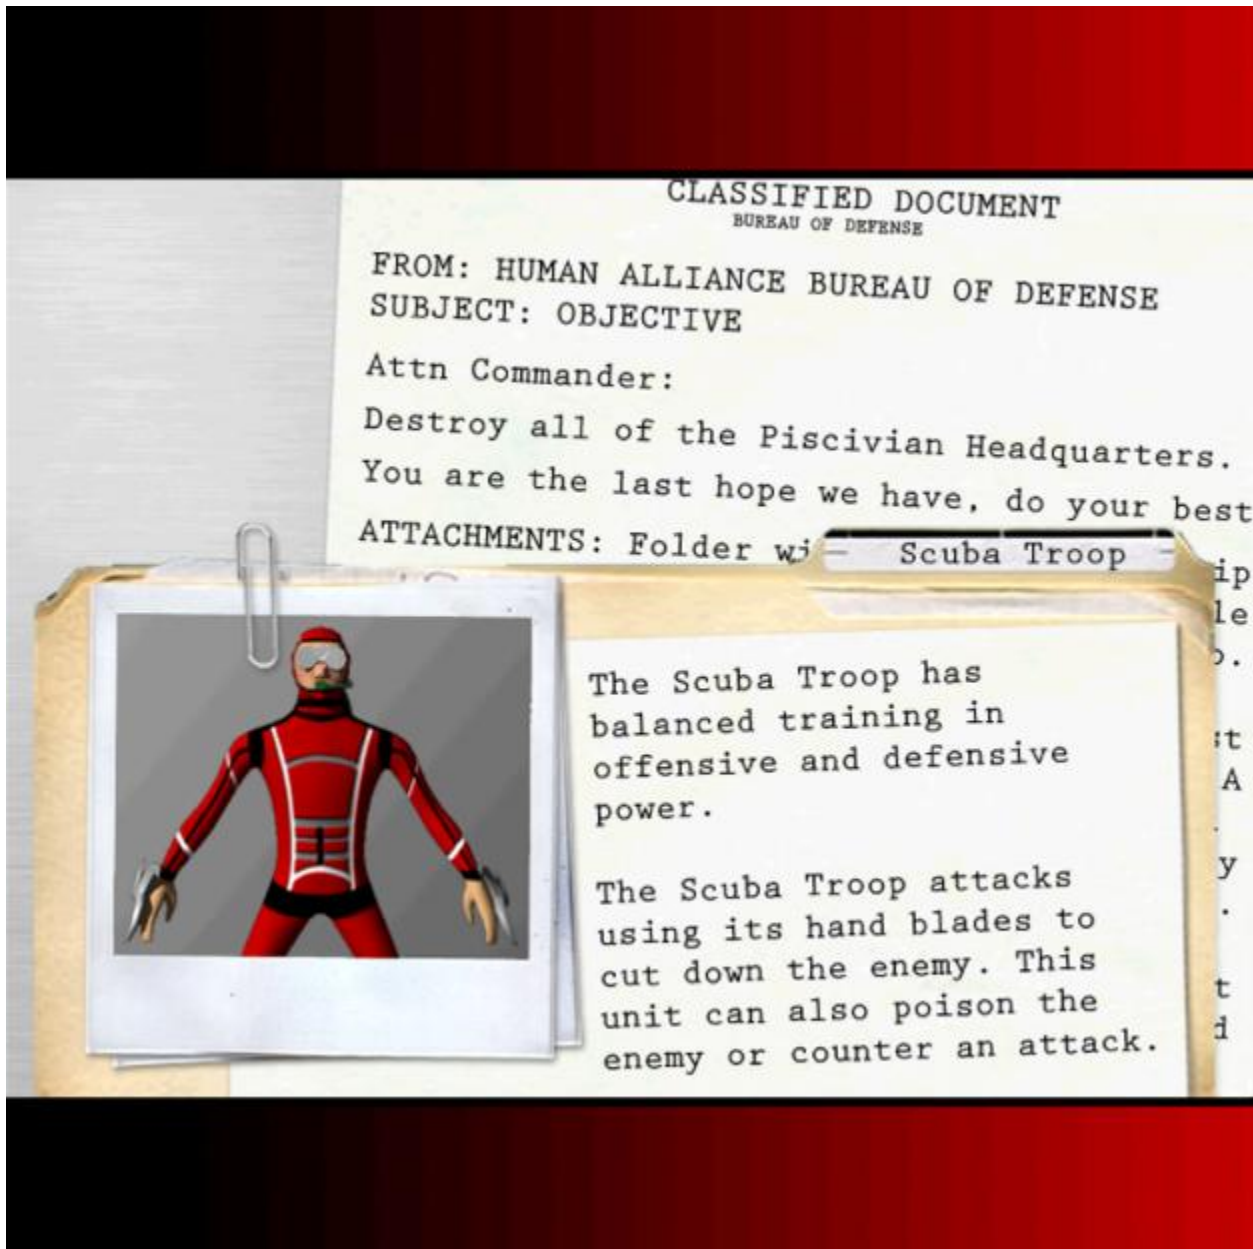 CLASSIFIED DOCUMENT
BUREAU OF DEFENSE
FROM: HUMAN ALLIANCE BUREAU OF DEFENSE
SUBJECT: OBJECTIVE
Attn Commander:
Destroy all of the Piscivian Headquarters.
You are the last hope we have, do your best
ATTACHMENTS: Folder
Scuba Troop
The Scuba Troop has
balanced training in
offensive and defensive
power.
The Scuba Troop attacks
using its hand blades to
cut down the enemy. This
unit can also poison the
enemy or counter an attack.